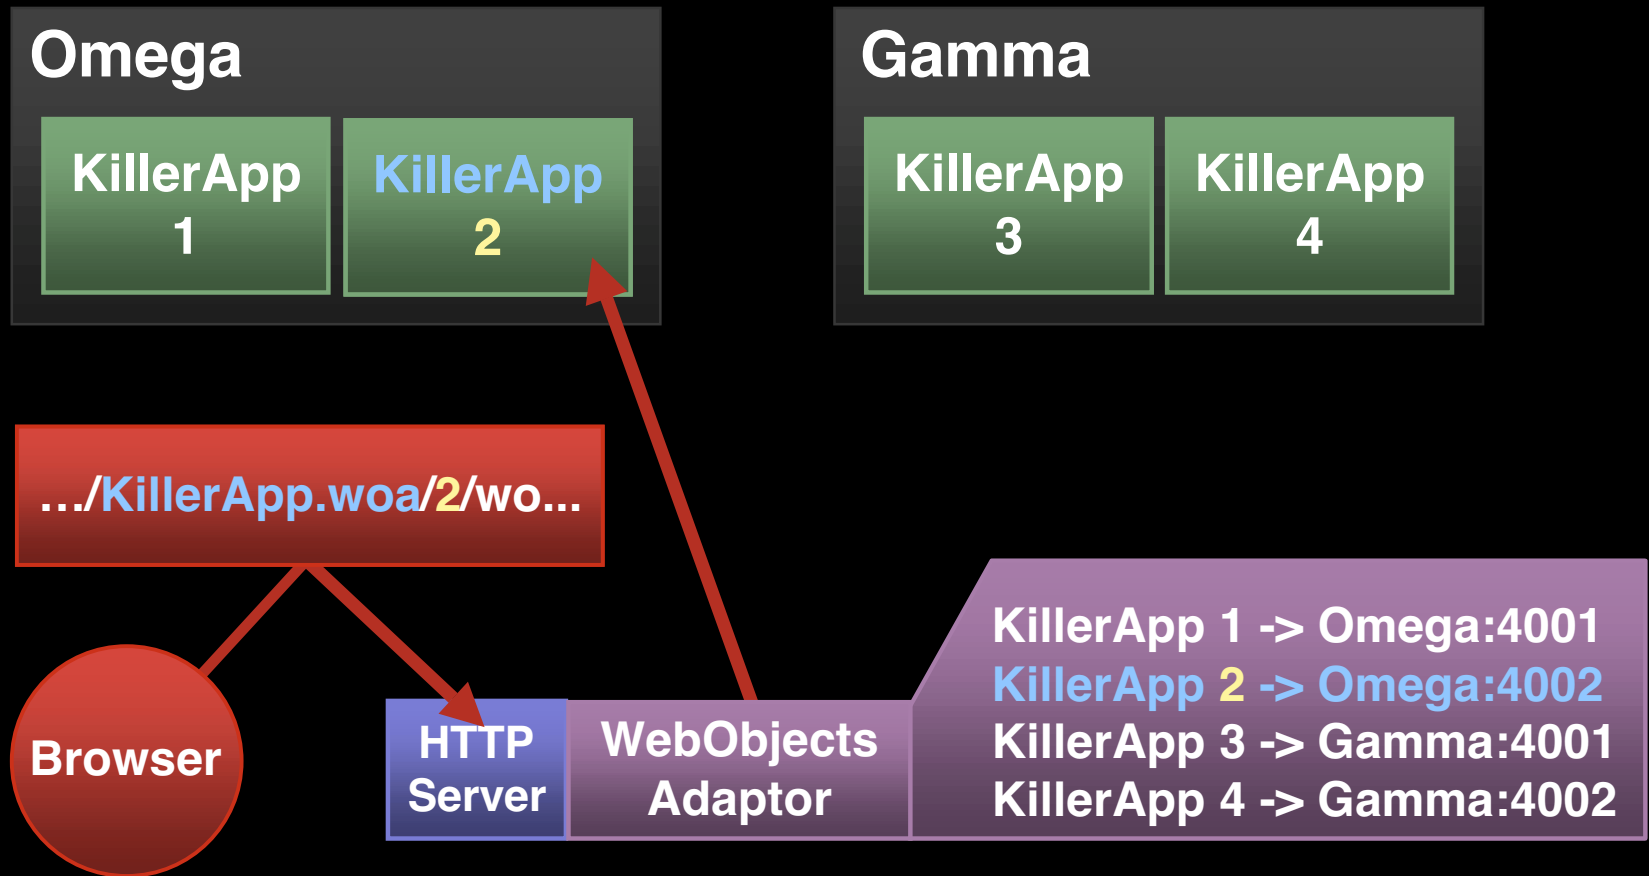 Omega
KillerApp
1
KillerApp
2
Gamma
KillerApp
3
KillerApp
4
.../KillerApp.woa/2/wo...
Browser
HTTP
Server
WebObjects
Adaptor
KillerApp 1 -> Omega:4001
KillerApp 2 -> Omega:4002
KillerApp 3 -> Gamma:4001
KillerApp 4 -> Gamma:4002